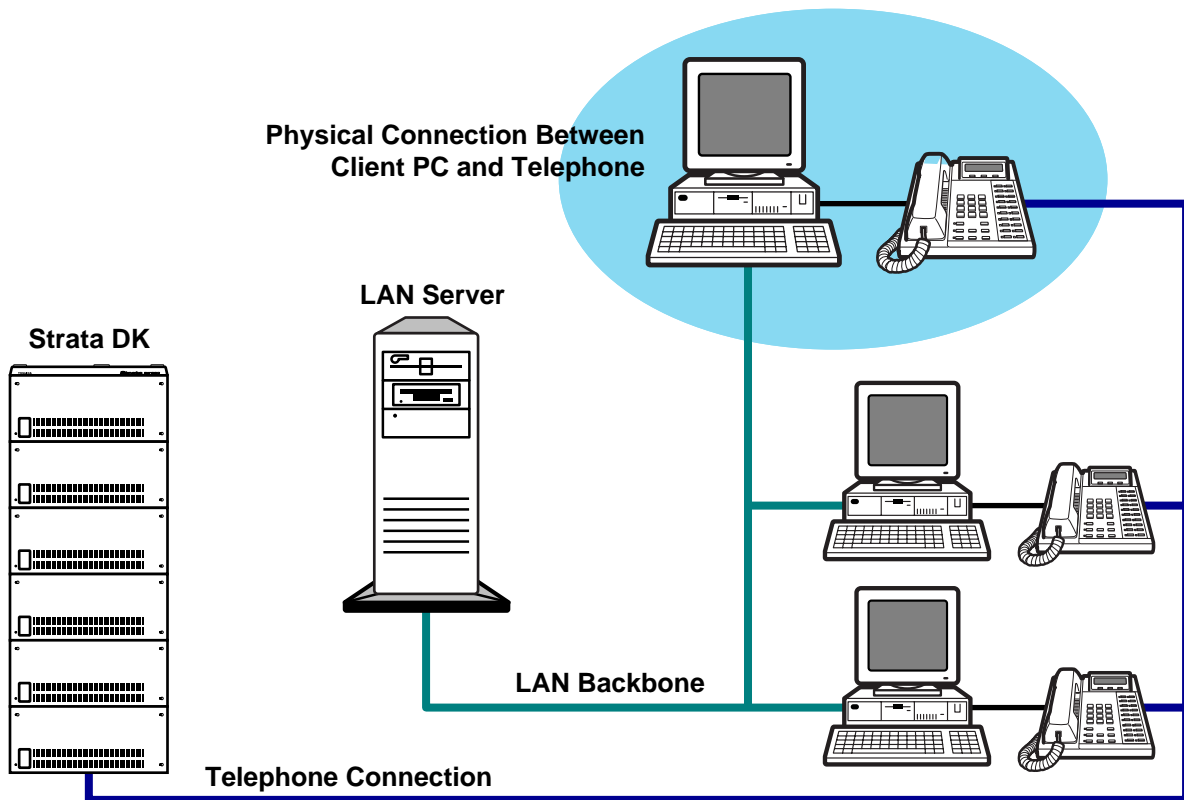 Physical Connection Between
Client PC and Telephone
LAN Server
Strata DK
LAN Backbone
Telephone Connection